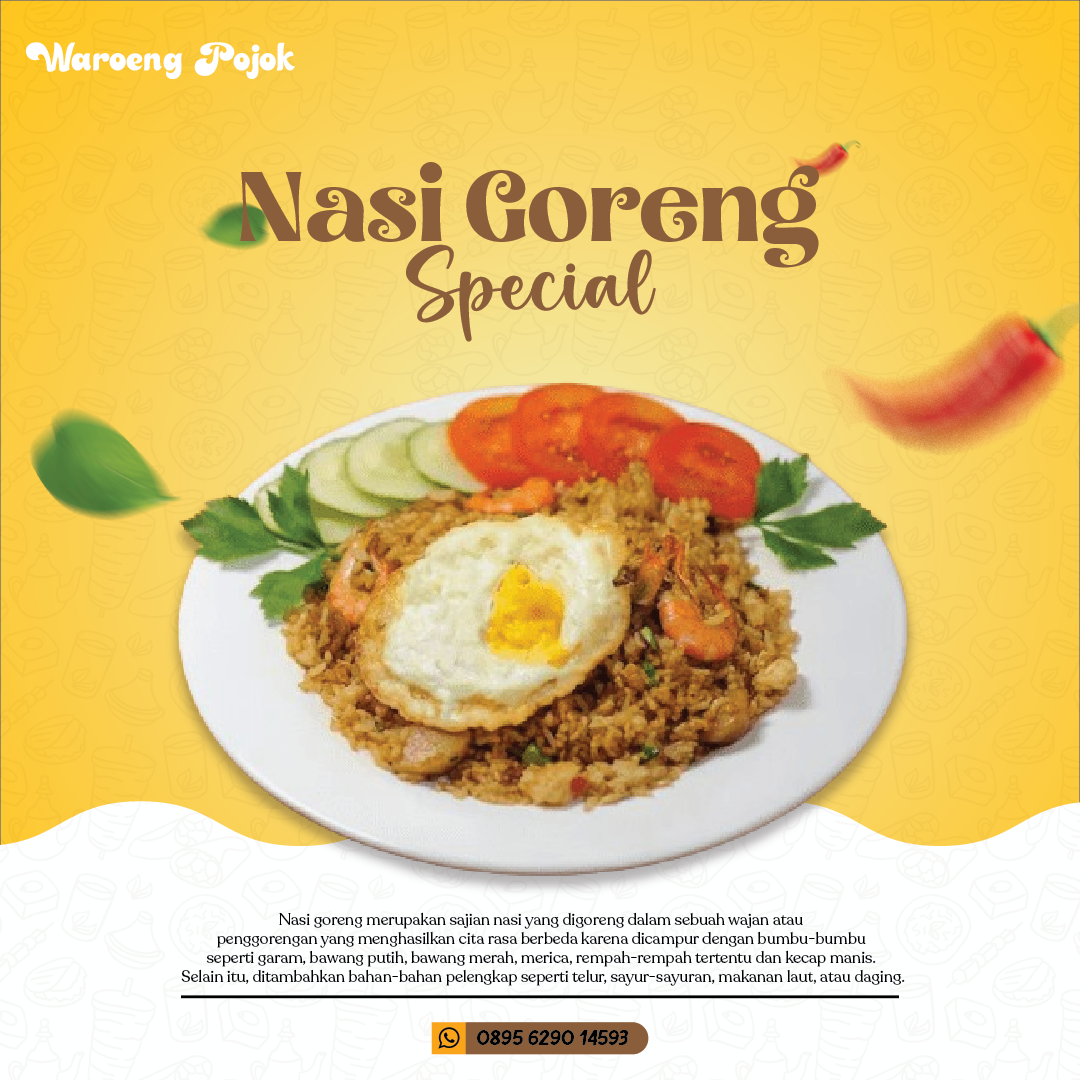 Waroeng Pojok
Nasi Goreng
Special
Nasi goreng merupakan sajian nasi yang digoreng dalam sebuah wajan atau
penggorengan yang menghasilkan cita rasa berbeda karena dicampur dengan bumbu-bumbu
seperti garam, bawang putih, bawang merah, merica, rempah-rempah tertentu dan kecap manis.
Selain itu, ditambahkan bahan-bahan pelengkap seperti telur, sayur-sayuran, makanan laut, atau daging.
0895 6290 14593